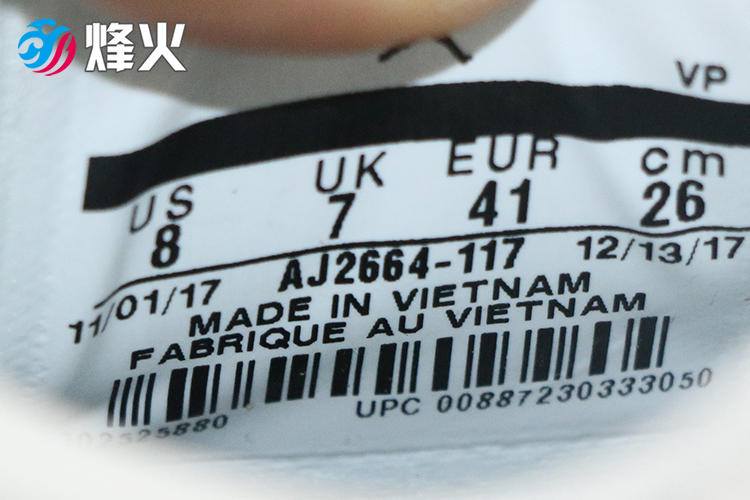 烽火
VP
US UK EUR cm
8 7 41 26
11/01/17 AJ2664-117 12/13/17
MADE IN VIETNAM
FABRIQUE AU VIETNAM
UPC 00887230333050